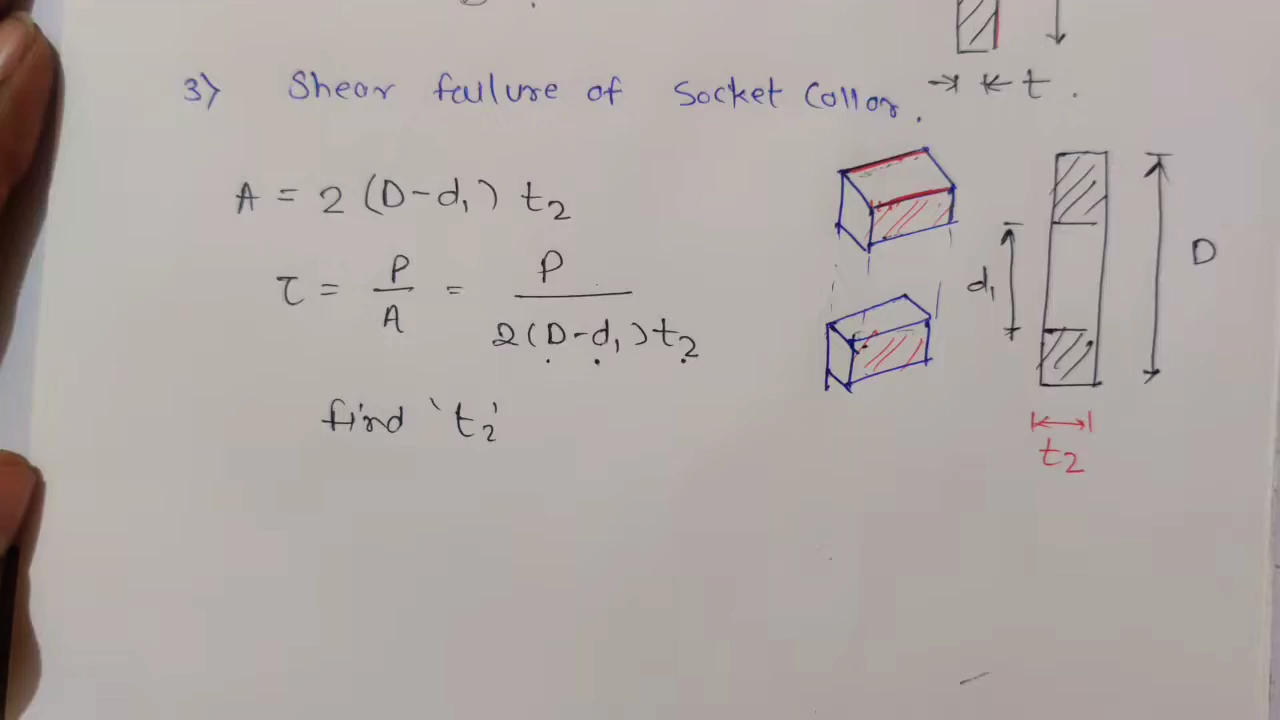 t .
3) Shear failure of Socket Collar.
A = 2 (D-d₁) t₂
τ = P/A = P/2(D-d₁)t₂
find 't₂'
d₁
D
t₂